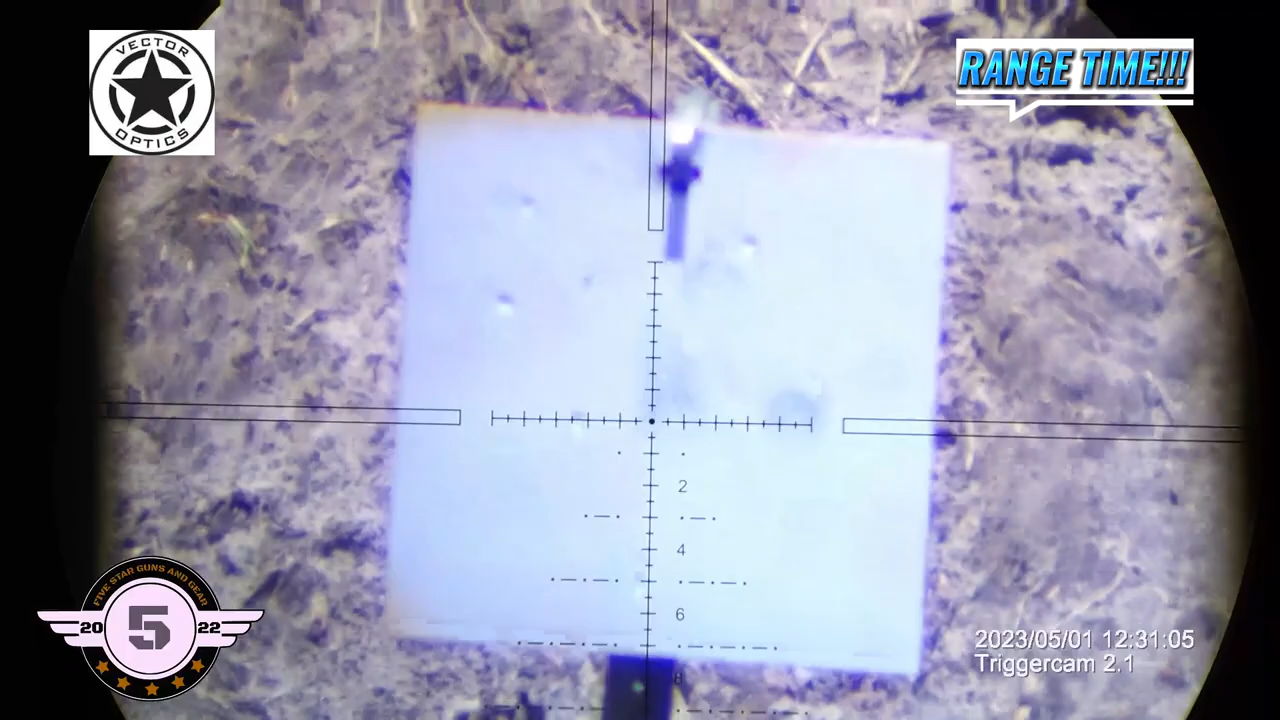 VECTOR
OPTICS
RANGE TIME!!!
2
4
6
8
FIVE STAR GUNS AND GEAR
20 5 22
2023/05/01 12:31:05
Triggercam 2.1